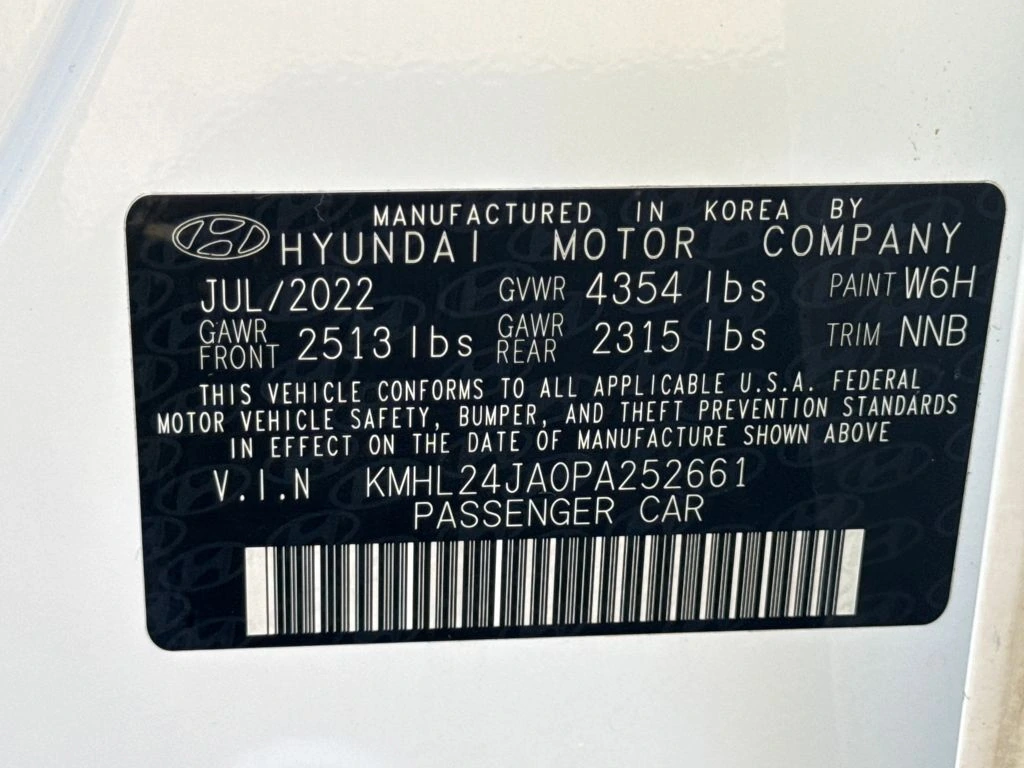 MANUFACTURED IN KOREA BY
HYUNDAI MOTOR COMPANY
JUL/2022 GVWR 4354 lbs PAINT W6H
GAWR FRONT 2513 lbs GAWR REAR 2315 lbs TRIM NNB
THIS VEHICLE CONFORMS TO ALL APPLICABLE U.S.A. FEDERAL
MOTOR VEHICLE SAFETY, BUMPER, AND THEFT PREVENTION STANDARDS
IN EFFECT ON THE DATE OF MANUFACTURE SHOWN ABOVE
V.I.N KMHL24JA0PA252661
PASSENGER CAR